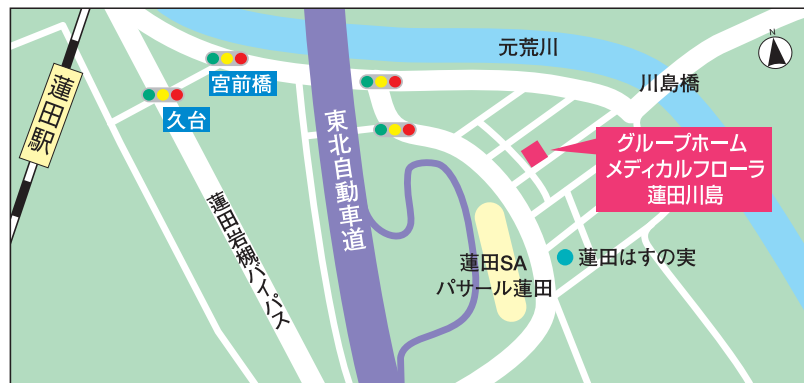 元荒川
N
宮前橋
川島橋
久台
蓮田駅
東北自動車道
グループホーム
メディカルフローラ
蓮田川島
蓮田岩槻バイパス
蓮田SA
パサール蓮田
蓮田はすの実